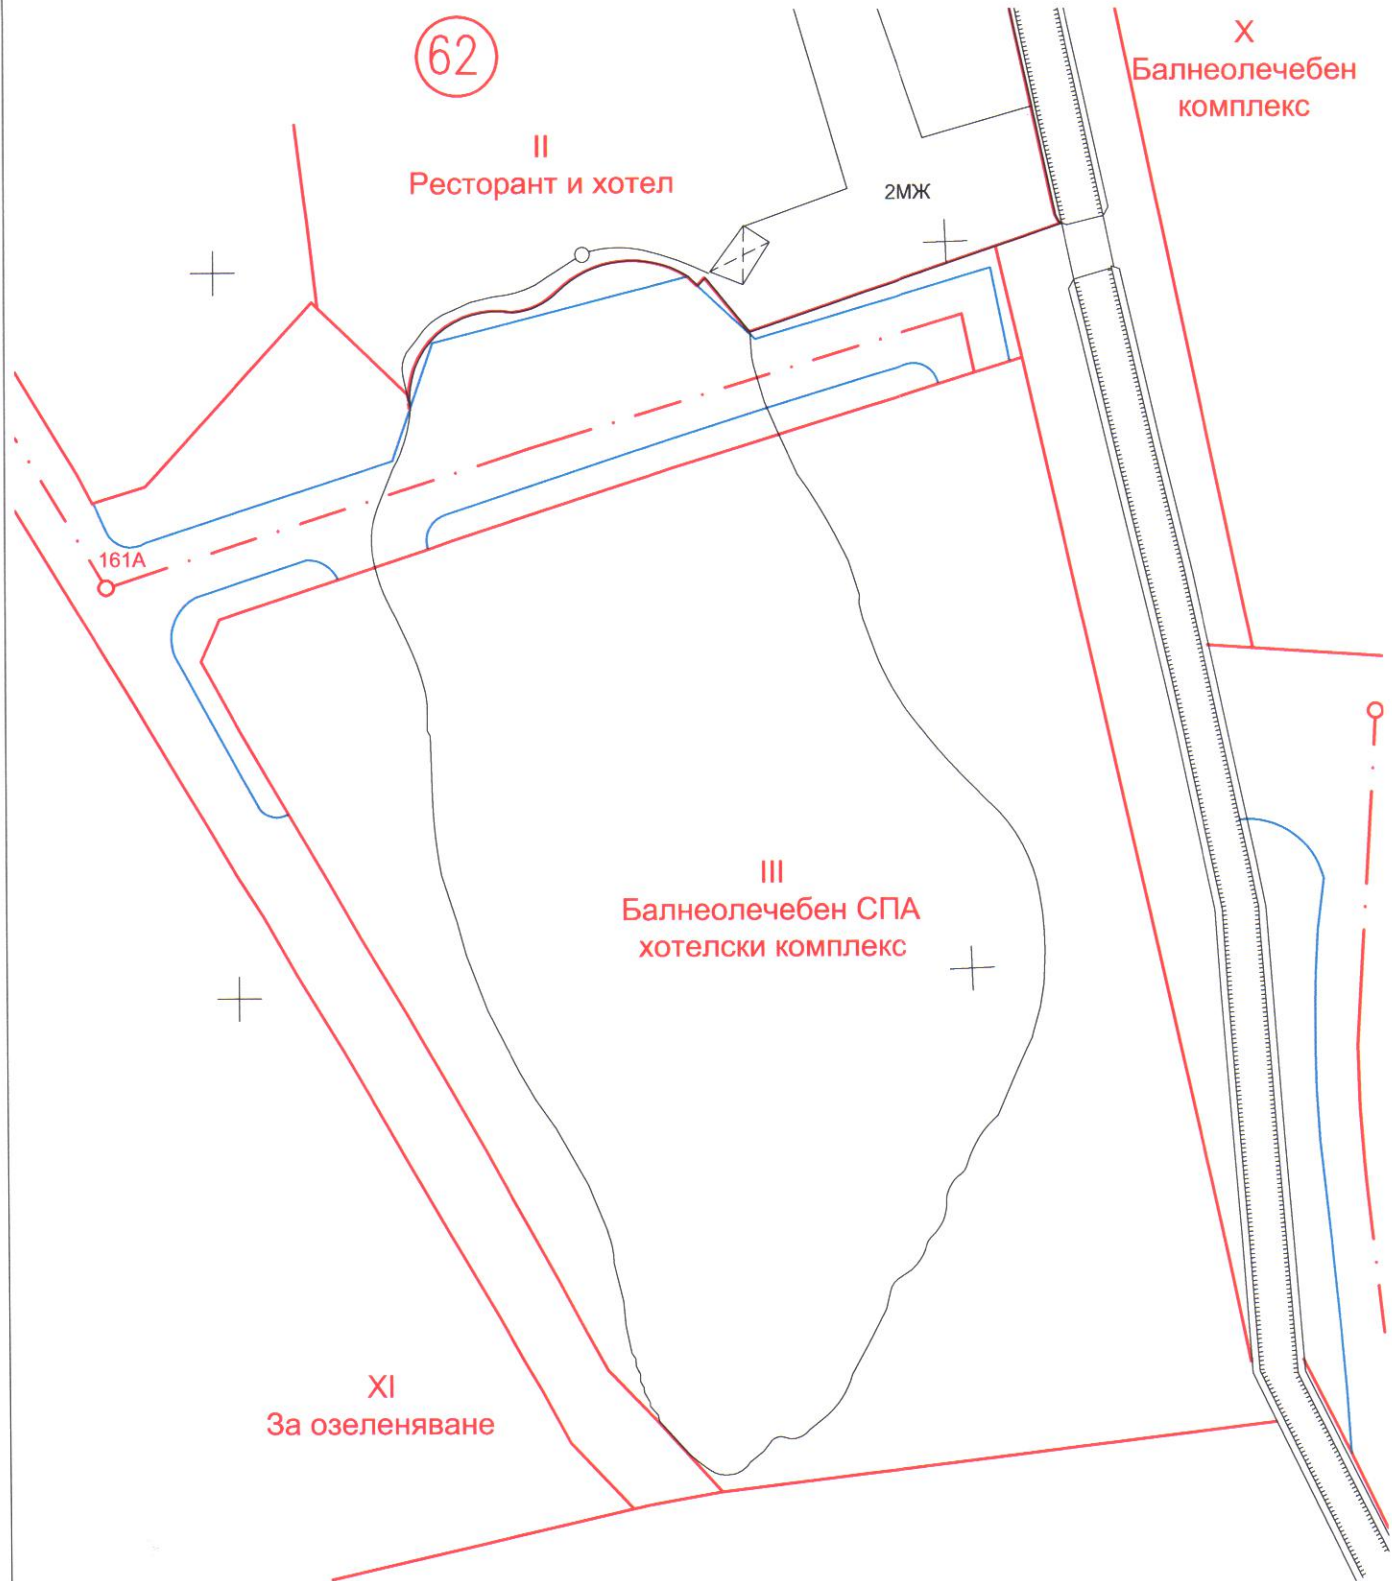 62
X
Балнеолечебен
комплекс
II
Ресторант и хотел
2МЖ
161А
III
Балнеолечебен СПА
хотелски комплекс
XI
За озеленяване